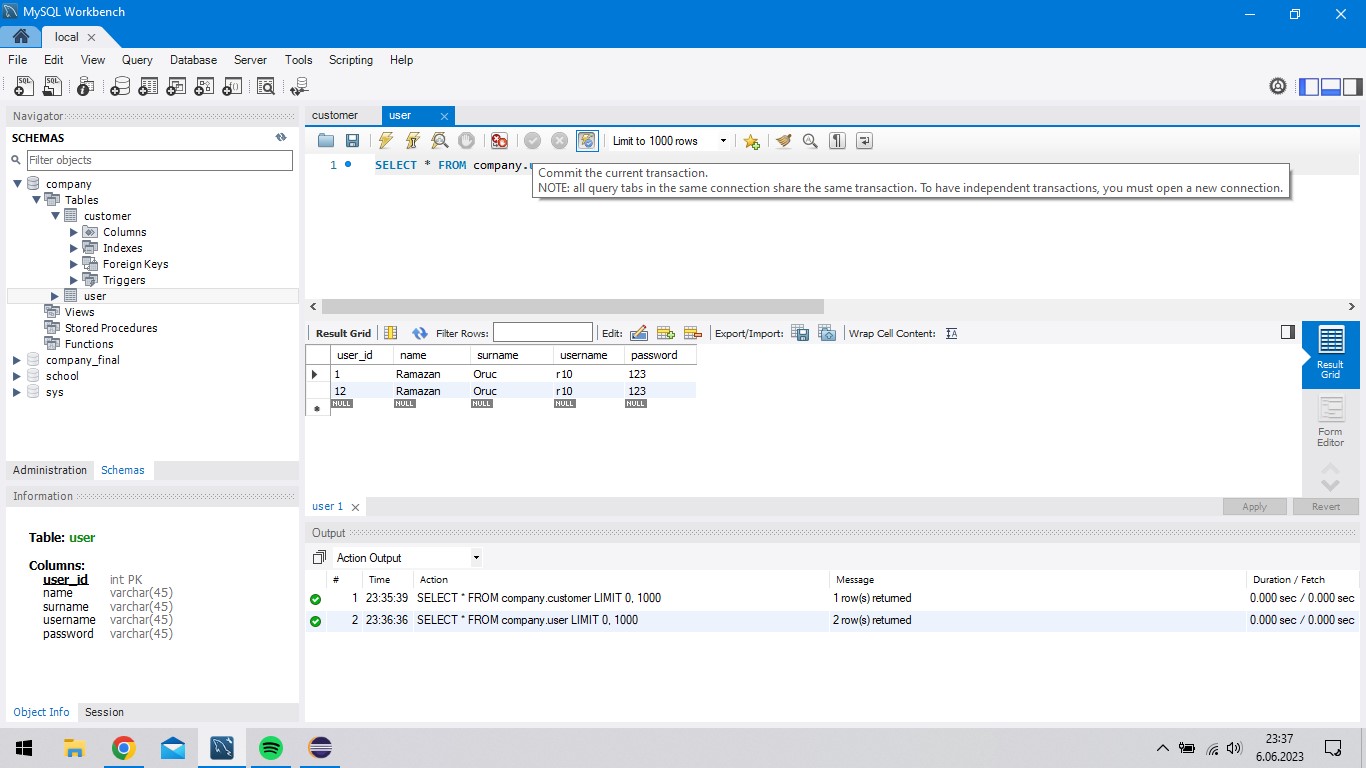 MySQL Workbench
local
File Edit View Query Database Server Tools Scripting Help
SQL SQL
Navigator
SCHEMAS
Filter objects
company
Tables
customer
Columns
Indexes
Foreign Keys
Triggers
user
Views
Stored Procedures
Functions
company_final
school
sys
Administration Schemas
Information
Table: user
Columns:
user_id int PK
name varchar(45)
surname varchar(45)
username varchar(45)
password varchar(45)
Object Info Session
customer user
Limit to 1000 rows
1 SELECT * FROM company.
Commit the current transaction.
NOTE: all query tabs in the same connection share the same transaction. To have independent transactions, you must open a new connection.
Result Grid Filter Rows: Edit: Export/Import: Wrap Cell Content: IA
user_id name surname username password
1 Ramazan Oruc r10 123
12 Ramazan Oruc r10 123
NULL NULL NULL NULL NULL
Result
Grid
Form
Editor
user 1 Apply Revert
Output
Action Output
# Time Action Message Duration / Fetch
1 23:35:39 SELECT * FROM company.customer LIMIT 0, 1000 1 row(s) returned 0.000 sec / 0.000 sec
2 23:36:36 SELECT * FROM company.user LIMIT 0, 1000 2 row(s) returned 0.000 sec / 0.000 sec
23:37
6.06.2023